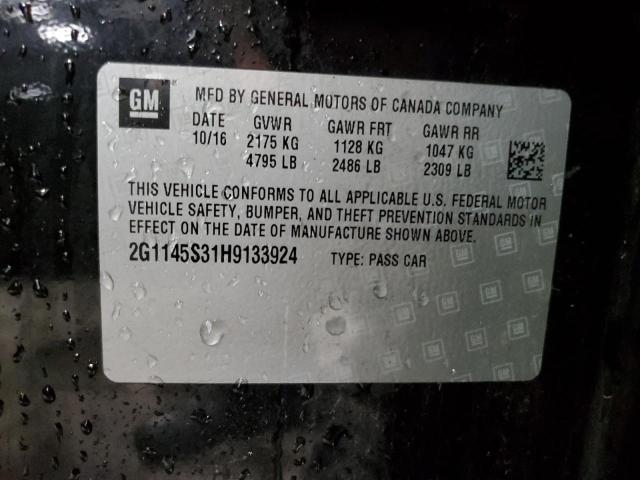 GM MFD BY GENERAL MOTORS OF CANADA COMPANY
DATE GVWR GAWR FRT GAWR RR
10/16 2175 KG 1128 KG 1047 KG
4795 LB 2486 LB 2309 LB
THIS VEHICLE CONFORMS TO ALL APPLICABLE U.S. FEDERAL MOTOR
VEHICLE SAFETY, BUMPER, AND THEFT PREVENTION STANDARDS IN
EFFECT ON THE DATE OF MANUFACTURE SHOWN ABOVE.
2G1145S31H9133924 TYPE: PASS CAR